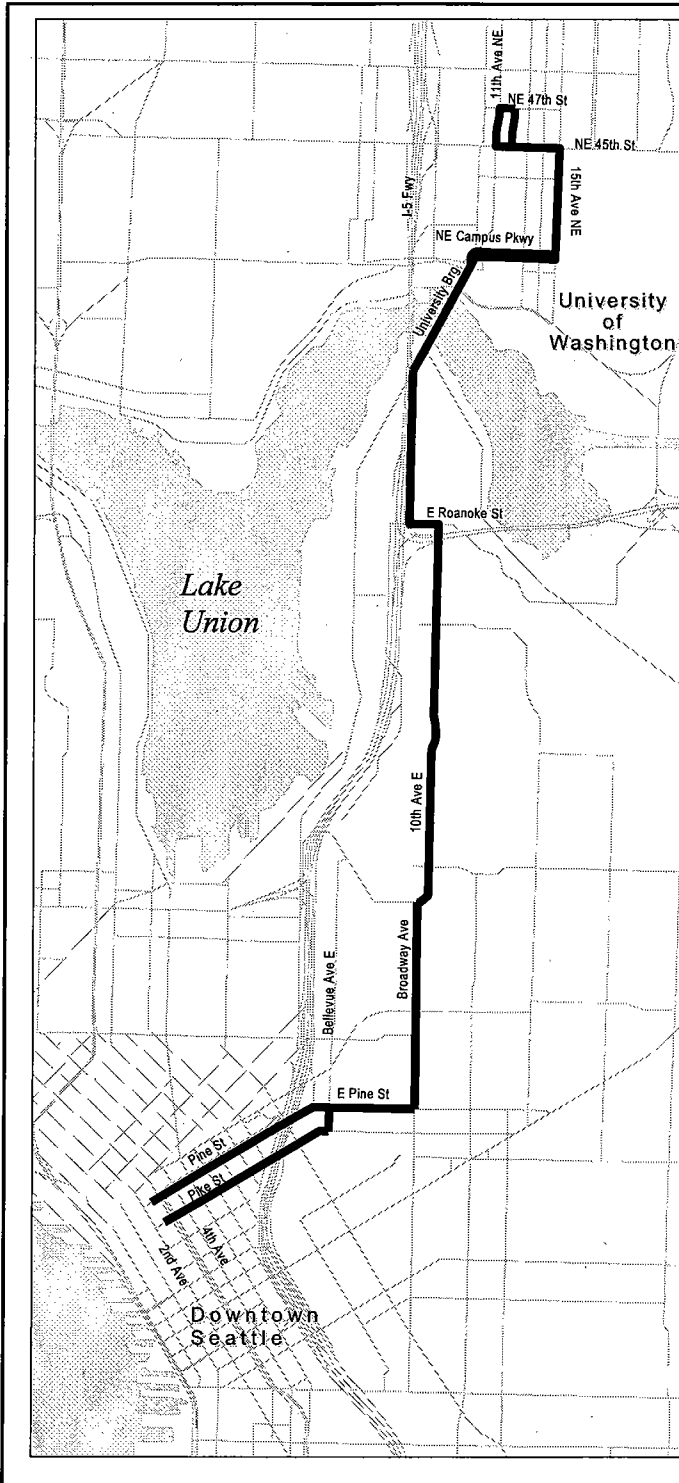 11th Ave NE
NE 47th St
NE 45th St
15th Ave NE
I-5 Fwy
NE Campus Pkwy
University Brg
University
of
Washington
E Roanoke St
Lake
Union
10th Ave E
Broadway Ave
Bellevue Ave E
E Pine St
Pine St
Pike St
4th Ave
2nd Ave
Downtown
Seattle